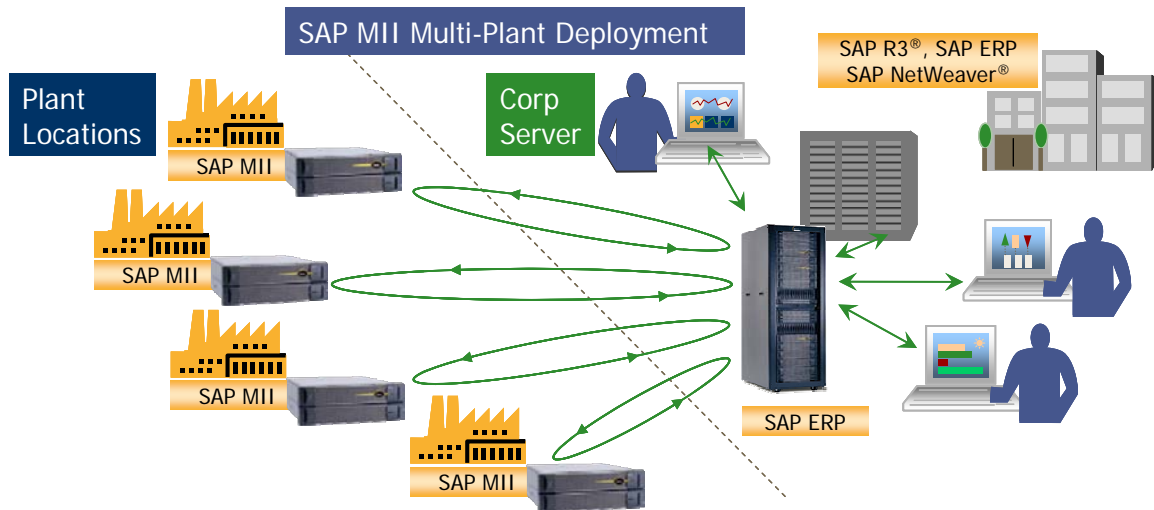 SAP MII Multi-Plant Deployment
Plant
Locations
Corp
Server
SAP R3®, SAP ERP
SAP NetWeaver®
SAP MII
SAP MII
SAP MII
SAP MII
SAP ERP